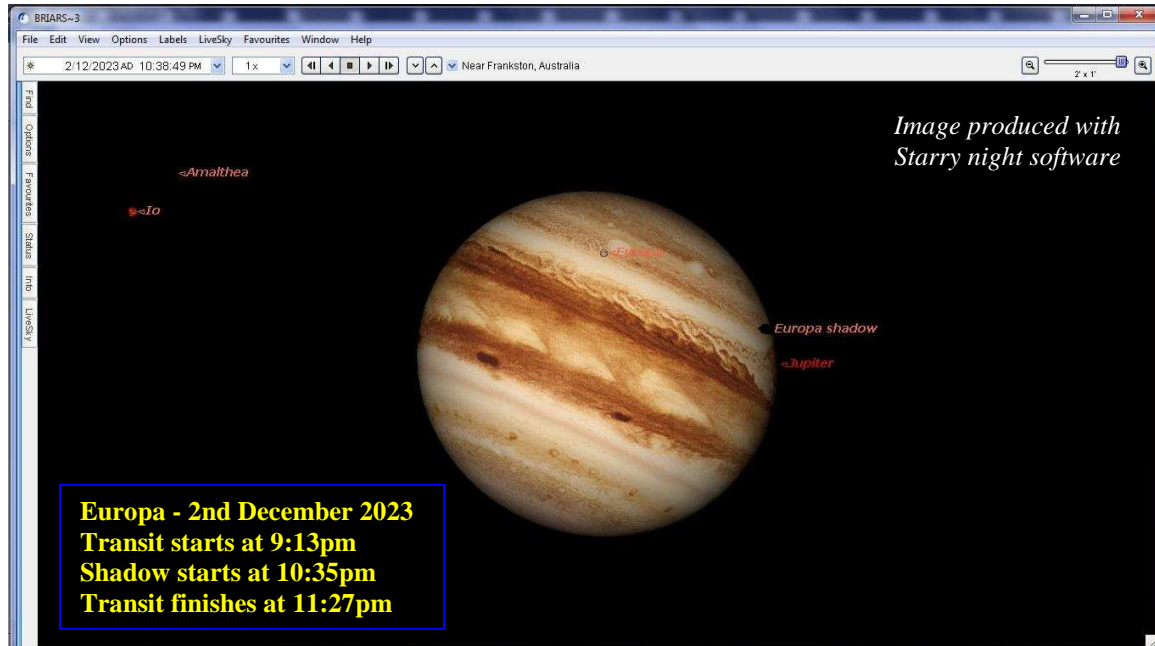 BRIARS~3
File Edit View Options Labels LiveSky Favourites Window Help
2/12/2023 AD 10:38:49 PM 1x Near Frankston, Australia
2' x 1'
Find
Options
Favourites
Status
Info
LiveSky
Image produced with
Starry night software
Amalthea
Io
Europa
Europa shadow
Jupiter
Europa - 2nd December 2023
Transit starts at 9:13pm
Shadow starts at 10:35pm
Transit finishes at 11:27pm